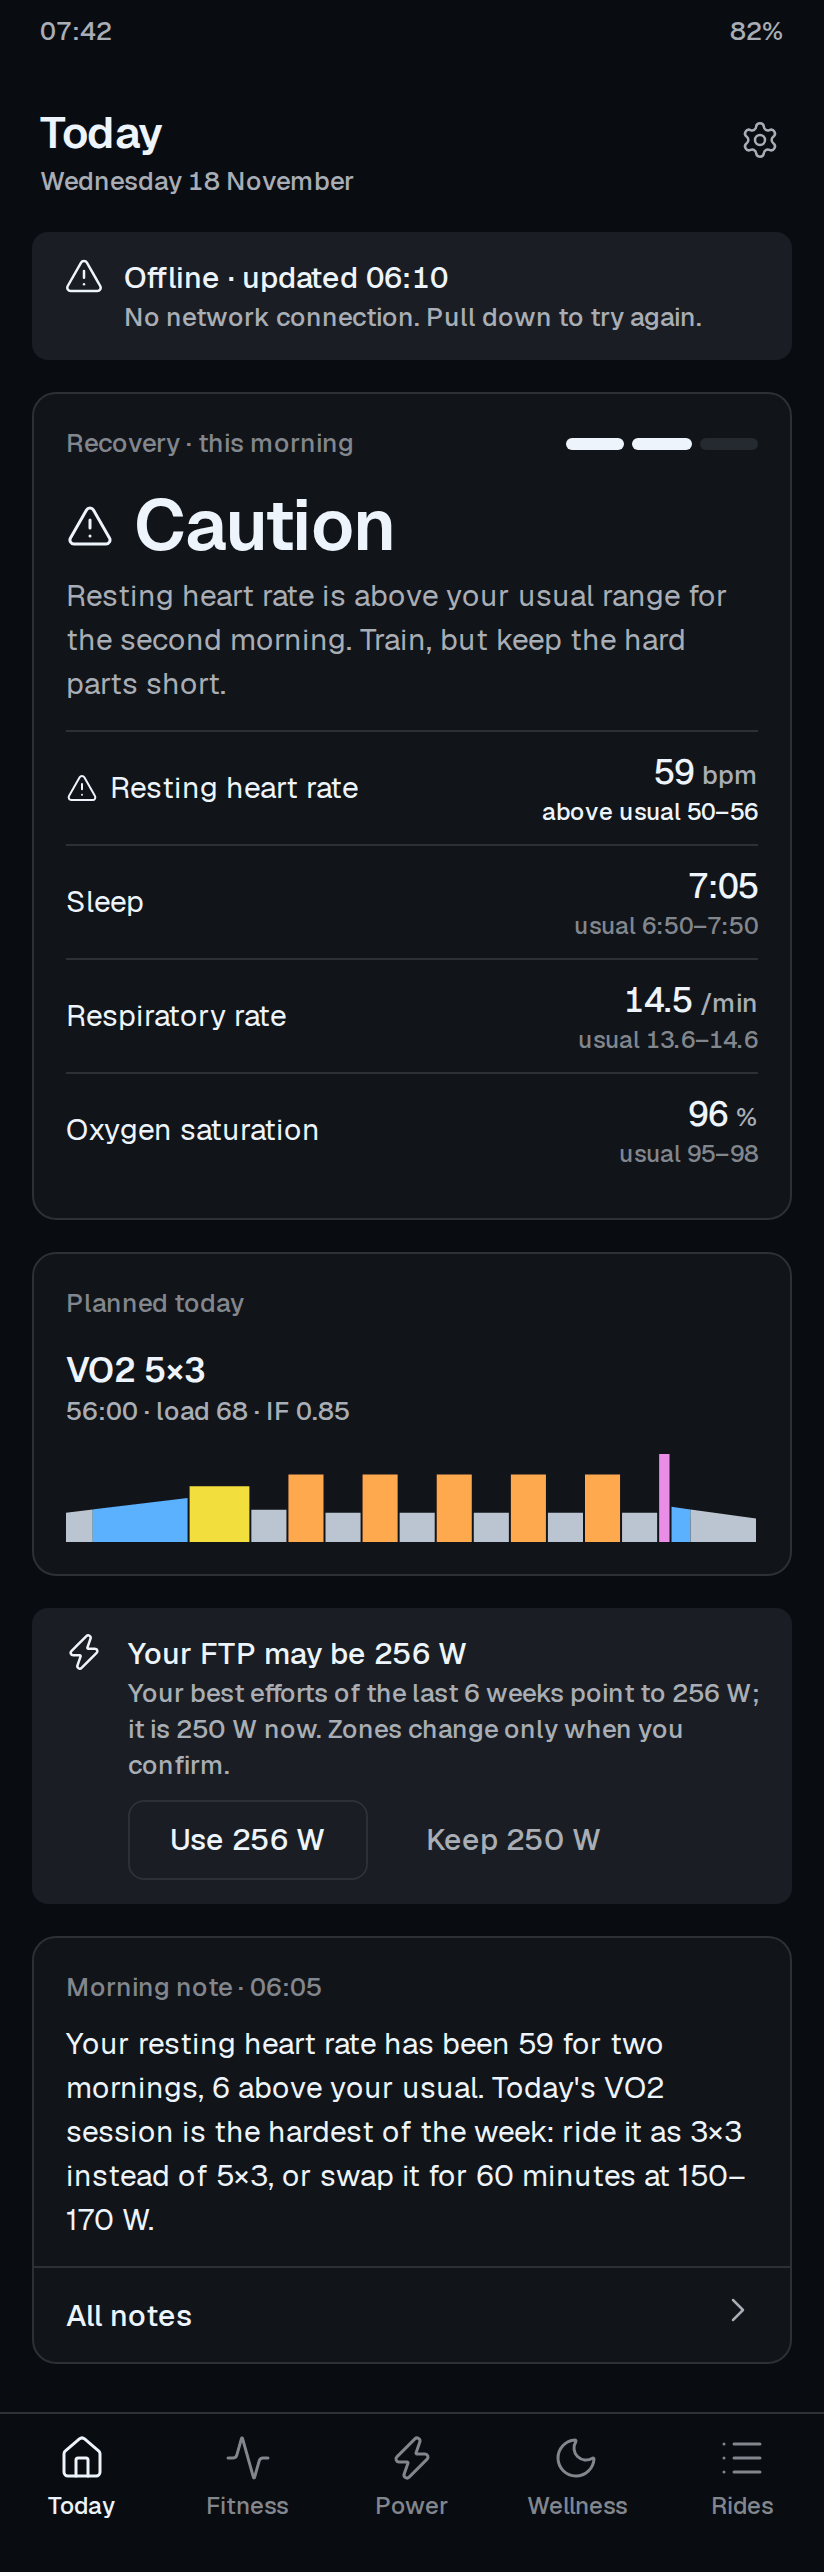 07:42
82%
Today
Wednesday 18 November
Offline · updated 06:10
No network connection. Pull down to try again.
Recovery · this morning
Caution
Resting heart rate is above your usual range for
the second morning. Train, but keep the hard
parts short.
Resting heart rate
59 bpm
above usual 50–56
Sleep
7:05
usual 6:50–7:50
Respiratory rate
14.5 /min
usual 13.6–14.6
Oxygen saturation
96 %
usual 95–98
Planned today
VO2 5×3
56:00 · load 68 · IF 0.85
Your FTP may be 256 W
Your best efforts of the last 6 weeks point to 256 W;
it is 250 W now. Zones change only when you
confirm.
Use 256 W
Keep 250 W
Morning note · 06:05
Your resting heart rate has been 59 for two
mornings, 6 above your usual. Today's VO2
session is the hardest of the week: ride it as 3×3
instead of 5×3, or swap it for 60 minutes at 150–
170 W.
All notes
Today
Fitness
Power
Wellness
Rides